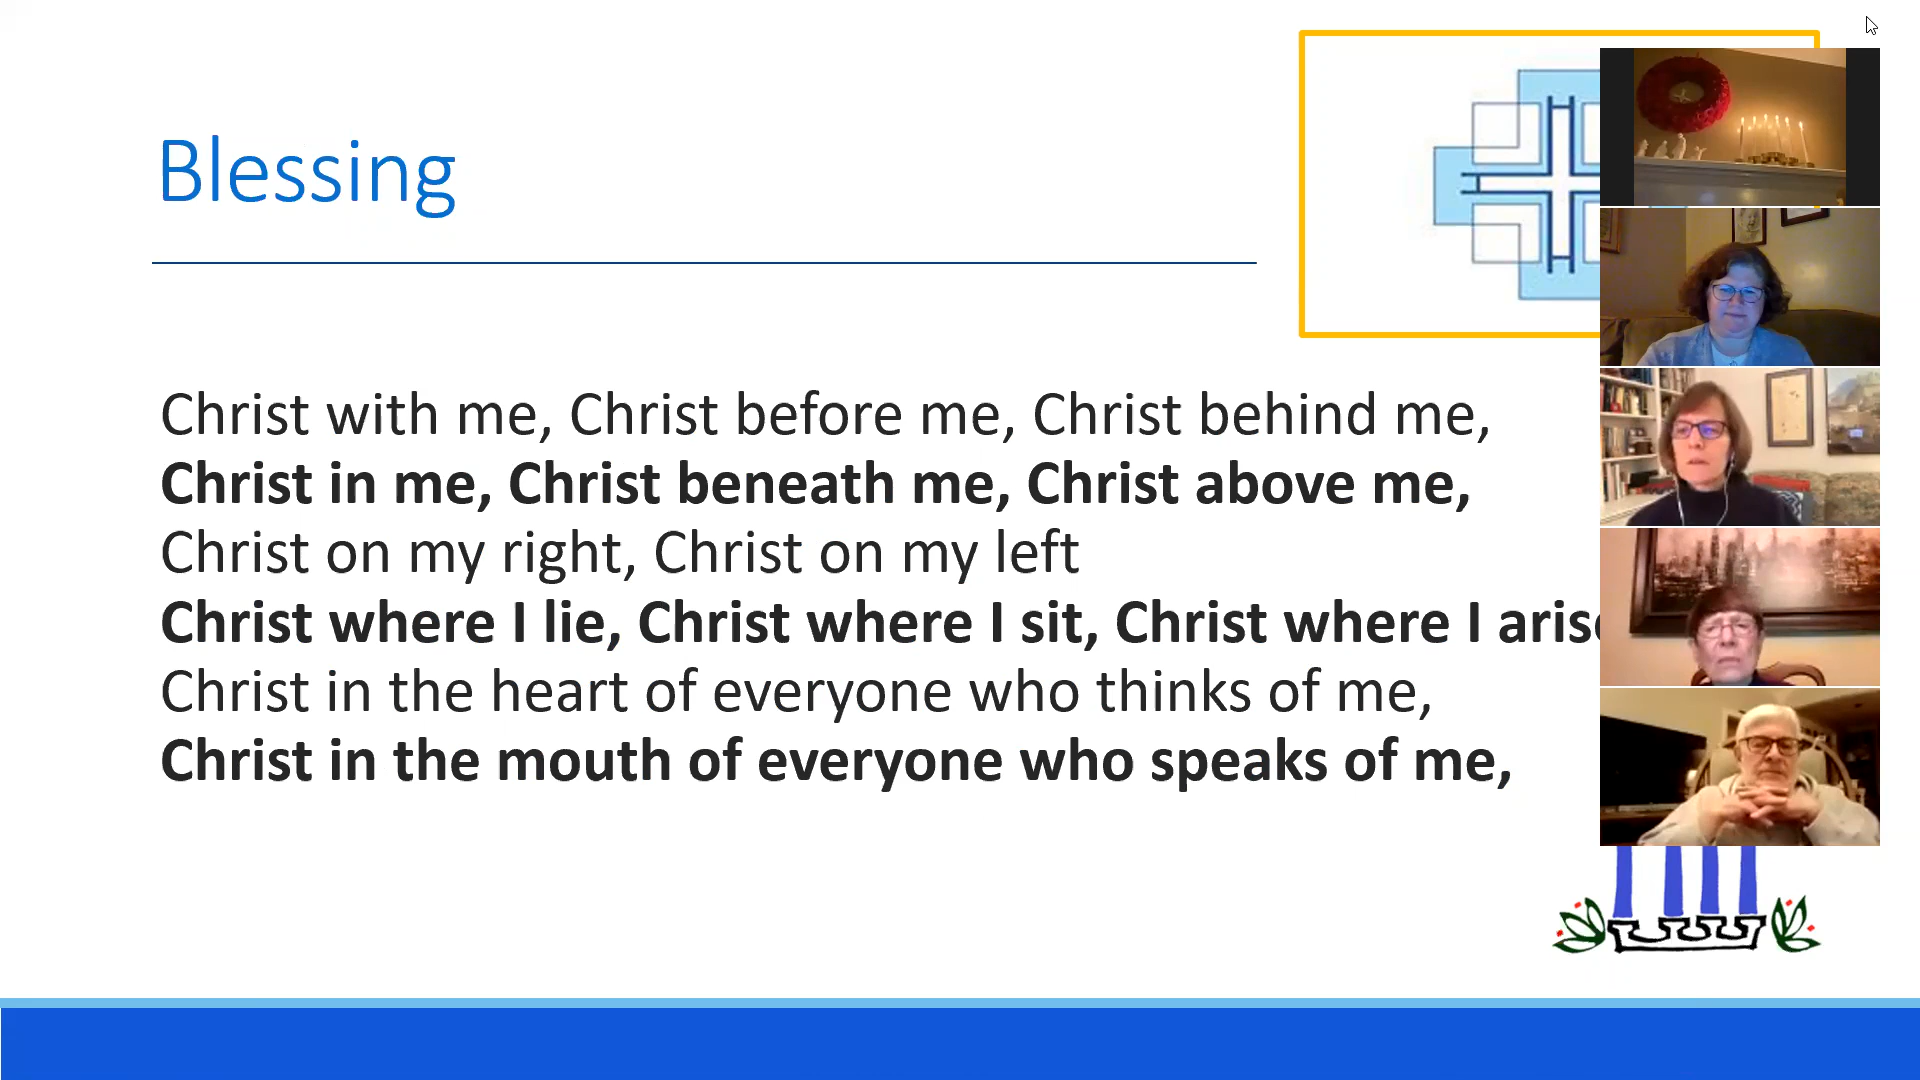 Blessing
Christ with me, Christ before me, Christ behind me,
Christ in me, Christ beneath me, Christ above me,
Christ on my right, Christ on my left
Christ where I lie, Christ where I sit, Christ where I arise
Christ in the heart of everyone who thinks of me,
Christ in the mouth of everyone who speaks of me,